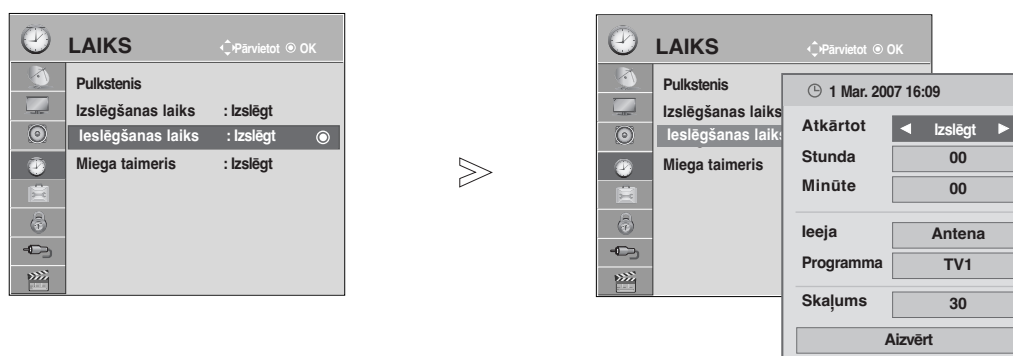 LAIKS Pārvietot OK
Pulkstenis
Izslēgšanas laiks : Izslēgt
Ieslēgšanas laiks : Izslēgt
Miega taimeris : Izslēgt
LAIKS Pārvietot OK
Pulkstenis
Izslēgšanas laiks
Ieslēgšanas laiks
Miega taimeris
1 Mar. 2007 16:09
Atkārtot Izslēgt
Stunda 00
Minūte 00
Ieeja Antena
Programma TV1
Skaļums 30
Aizvērt